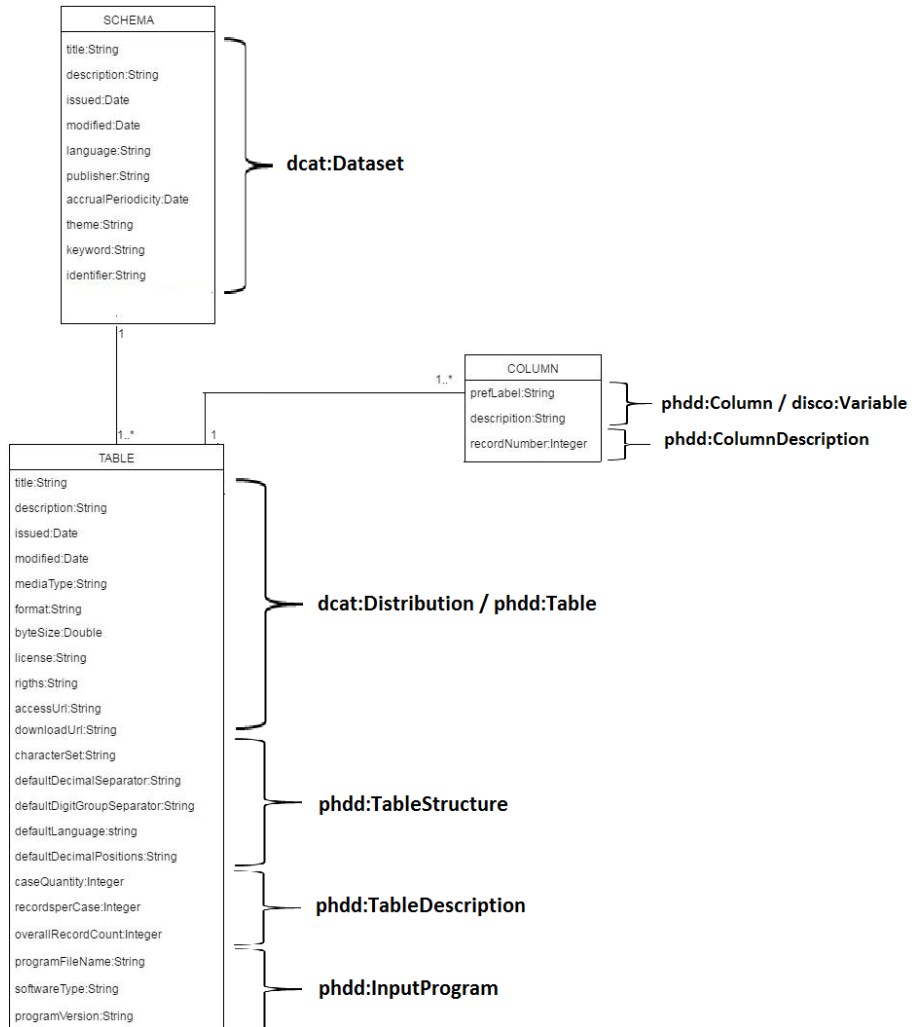 SCHEMA
title:String
description:String
issued:Date
modified:Date
language:String
publisher:String
accrualPeriodicity:Date
theme:String
keyword:String
identifier:String
dcat:Dataset
1
1..*
1..*
1
COLUMN
prefLabel:String
descripition:String
recordNumber:Integer
phdd:Column / disco:Variable
phdd:ColumnDescription
TABLE
title:String
description:String
issued:Date
modified:Date
mediaType:String
format:String
byteSize:Double
license:String
rigths:String
accessUrl:String
downloadUrl:String
dcat:Distribution / phdd:Table
characterSet:String
defaultDecimalSeparator:String
defaultDigitGroupSeparator:String
defaultLanguage:string
defaultDecimalPositions:String
phdd:TableStructure
caseQuantity:Integer
recordsperCase:Integer
overallRecordCount:Integer
phdd:TableDescription
programFileName:String
softwareType:String
programVersion:String
phdd:InputProgram